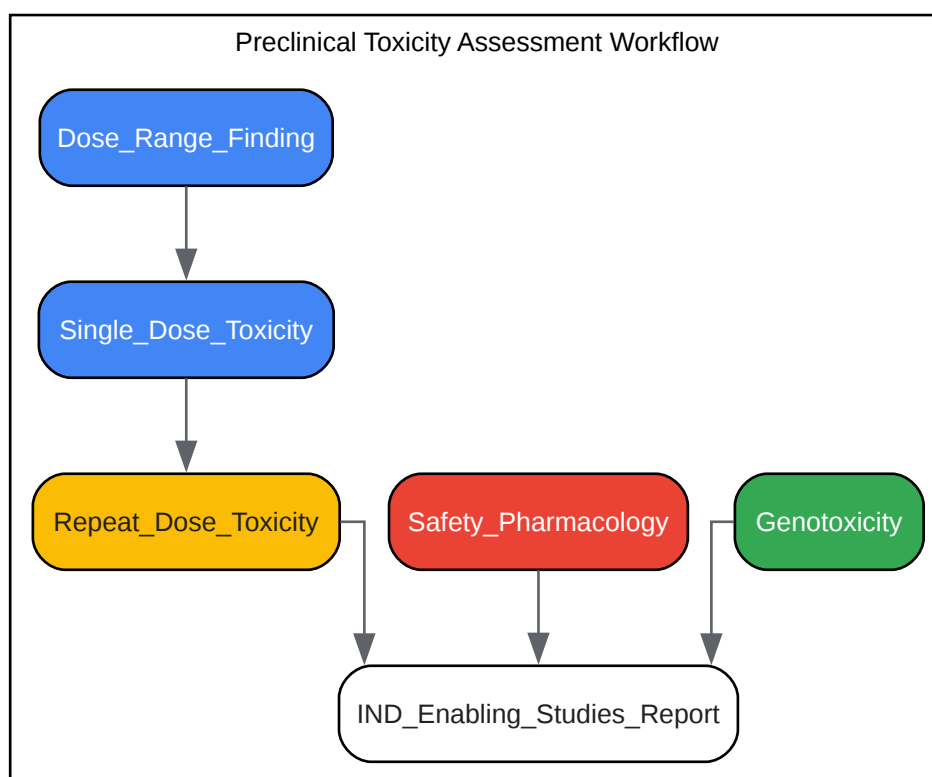 Preclinical Toxicity Assessment Workflow
Dose_Range_Finding
Single_Dose_Toxicity
Repeat_Dose_Toxicity
Safety_Pharmacology
Genotoxicity
IND_Enabling_Studies_Report